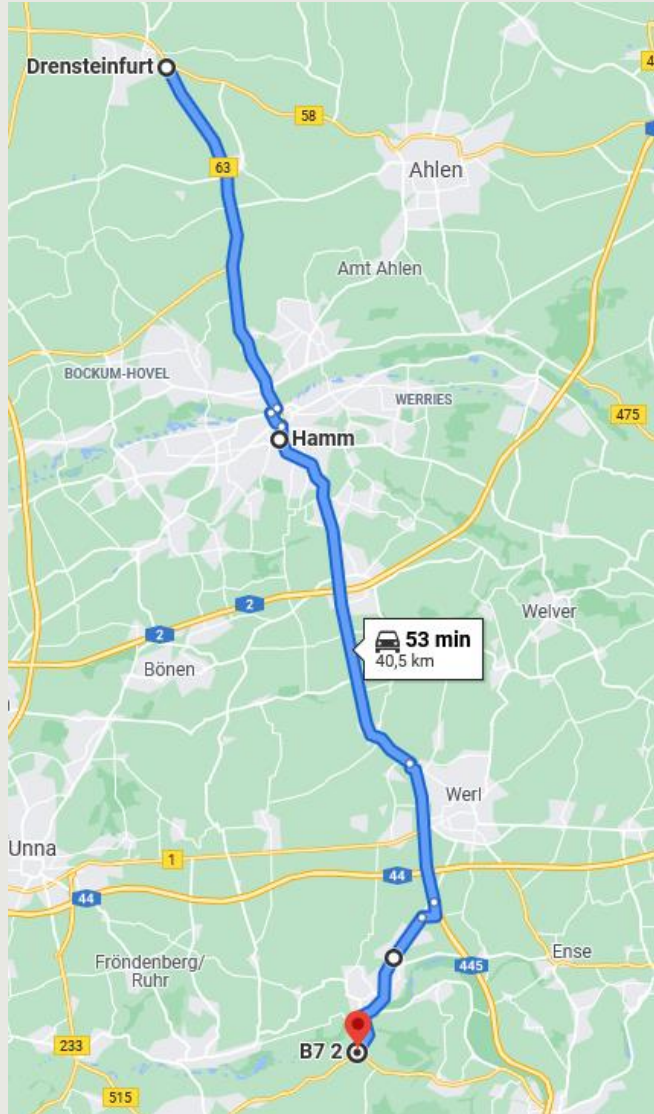 Drensteinfurt
4
58
63
Ahlen
Amt Ahlen
BOCKUM-HOVEL
WERRIES
475
Hamm
2
2
Welver
53 min
40,5 km
Bönen
Werl
Unna
1
44
44
Ense
Fröndenberg/
Ruhr
445
B7 2
233
515